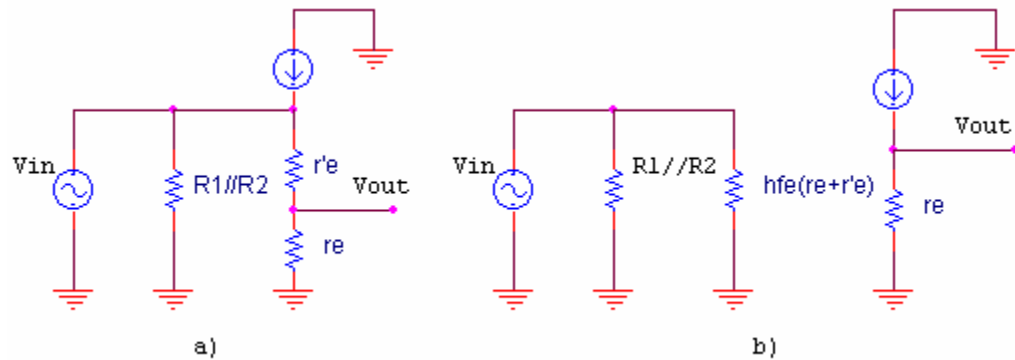 Vin
R1//R2
r'e
Vout
re
a)
Vin
R1//R2
hfe(re+r'e)
Vout
re
b)